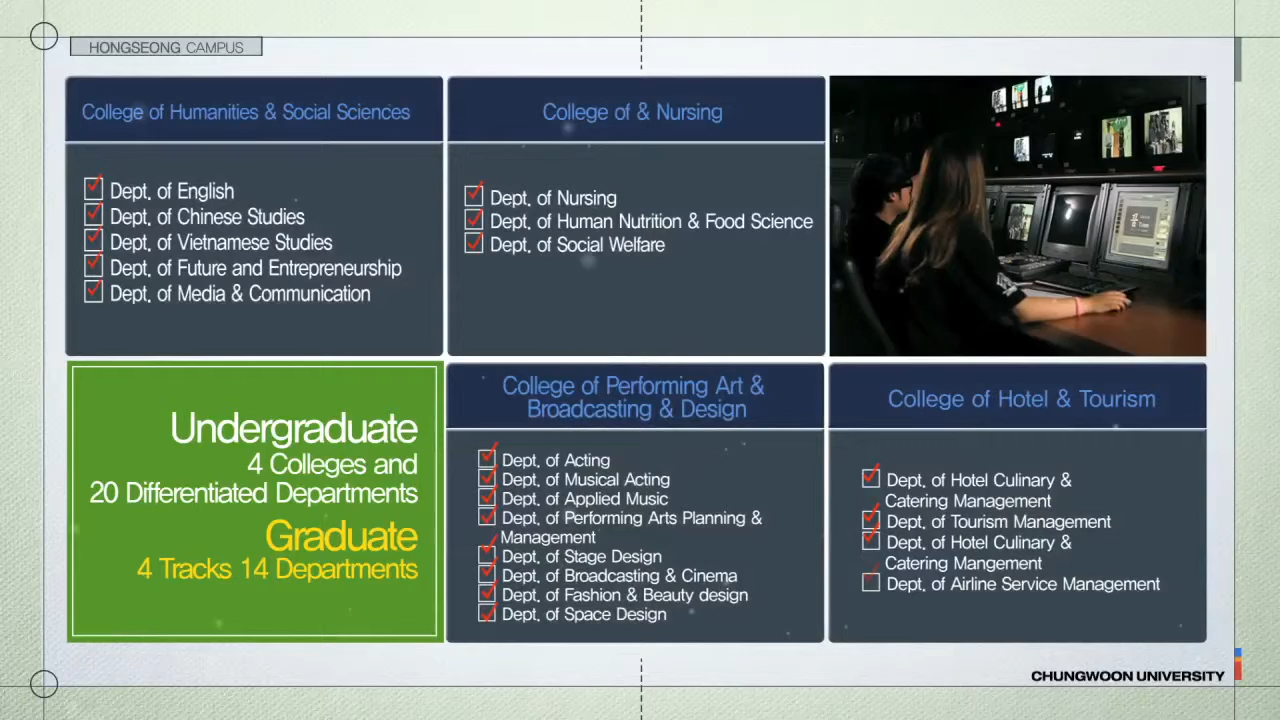 HONGSEONG CAMPUS
College of Humanities & Social Sciences
Dept. of English
Dept. of Chinese Studies
Dept. of Vietnamese Studies
Dept. of Future and Entrepreneurship
Dept. of Media & Communication
College of & Nursing
Dept. of Nursing
Dept. of Human Nutrition & Food Science
Dept. of Social Welfare
Undergraduate
4 Colleges and
20 Differentiated Departments
Graduate
4 Tracks 14 Departments
College of Performing Art &
Broadcasting & Design
Dept. of Acting
Dept. of Musical Acting
Dept. of Applied Music
Dept. of Performing Arts Planning &
Management
Dept. of Stage Design
Dept. of Broadcasting & Cinema
Dept. of Fashion & Beauty design
Dept. of Space Design
College of Hotel & Tourism
Dept. of Hotel Culinary &
Catering Management
Dept. of Tourism Management
Dept. of Hotel Culinary &
Catering Mangement
Dept. of Airline Service Management
CHUNGWOON UNIVERSITY